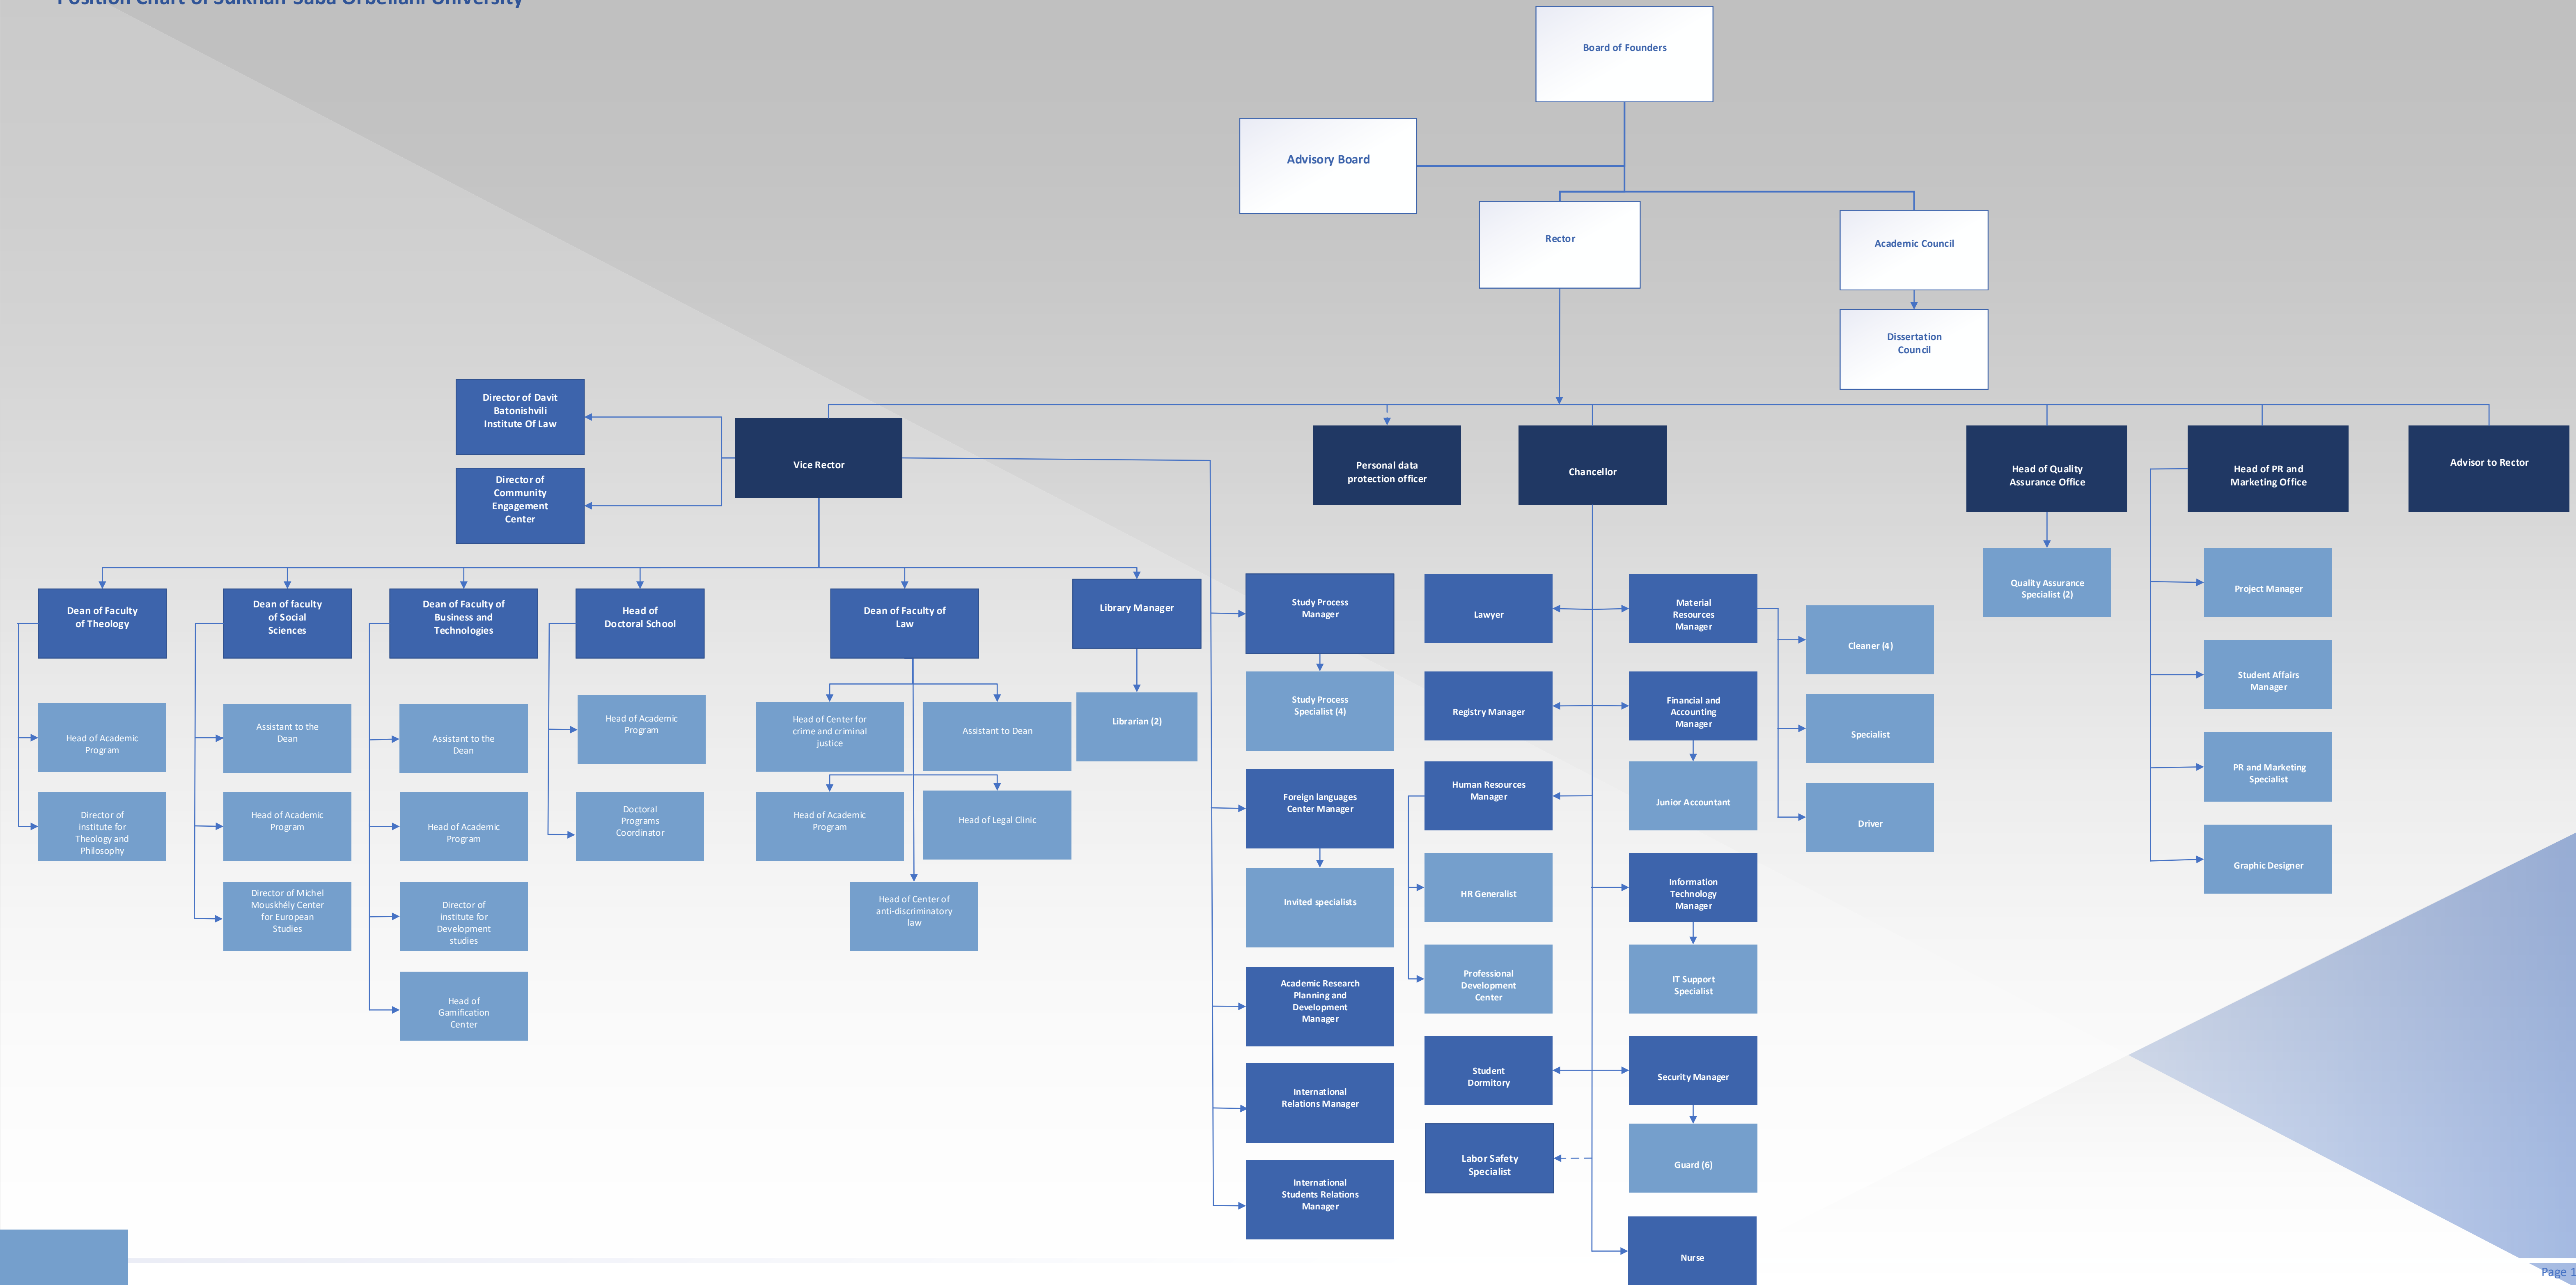 Position Chart of Sulkhan-Saba Orbeliani University
Board of Founders
Advisory Board
Rector
Academic Council
Dissertation
Council
Director of Davit
Batonishvili
Institute Of Law
Director of
Community
Engagement
Center
Vice Rector
Personal data
protection officer
Chancellor
Head of Quality
Assurance Office
Head of PR and
Marketing Office
Advisor to Rector
Dean of Faculty
of Theology
Dean of faculty
of Social
Sciences
Dean of Faculty of
Business and
Technologies
Head of
Doctoral School
Dean of Faculty of
Law
Library Manager
Head of Academic
Program
Director of
institute for
Theology and
Philosophy
Assistant to the
Dean
Head of Academic
Program
Director of Michel
Mouskhély Center
for European
Studies
Assistant to the
Dean
Head of Academic
Program
Director of
institute for
Development
studies
Head of
Gamification
Center
Head of Academic
Program
Doctoral
Programs
Coordinator
Head of Center for
crime and criminal
justice
Assistant to Dean
Head of Academic
Program
Head of Legal Clinic
Head of Center of
anti-discriminatory
law
Librarian (2)
Study Process
Manager
Study Process
Specialist (4)
Foreign languages
Center Manager
Invited specialists
Academic Research
Planning and
Development
Manager
International
Relations Manager
International
Students Relations
Manager
Lawyer
Registry Manager
Human Resources
Manager
HR Generalist
Professional
Development
Center
Student
Dormitory
Labor Safety
Specialist
Material
Resources
Manager
Financial and
Accounting
Manager
Junior Accountant
Information
Technology
Manager
IT Support
Specialist
Security Manager
Guard (6)
Nurse
Cleaner (4)
Specialist
Driver
Quality Assurance
Specialist (2)
Project Manager
Student Affairs
Manager
PR and Marketing
Specialist
Graphic Designer
Page 1